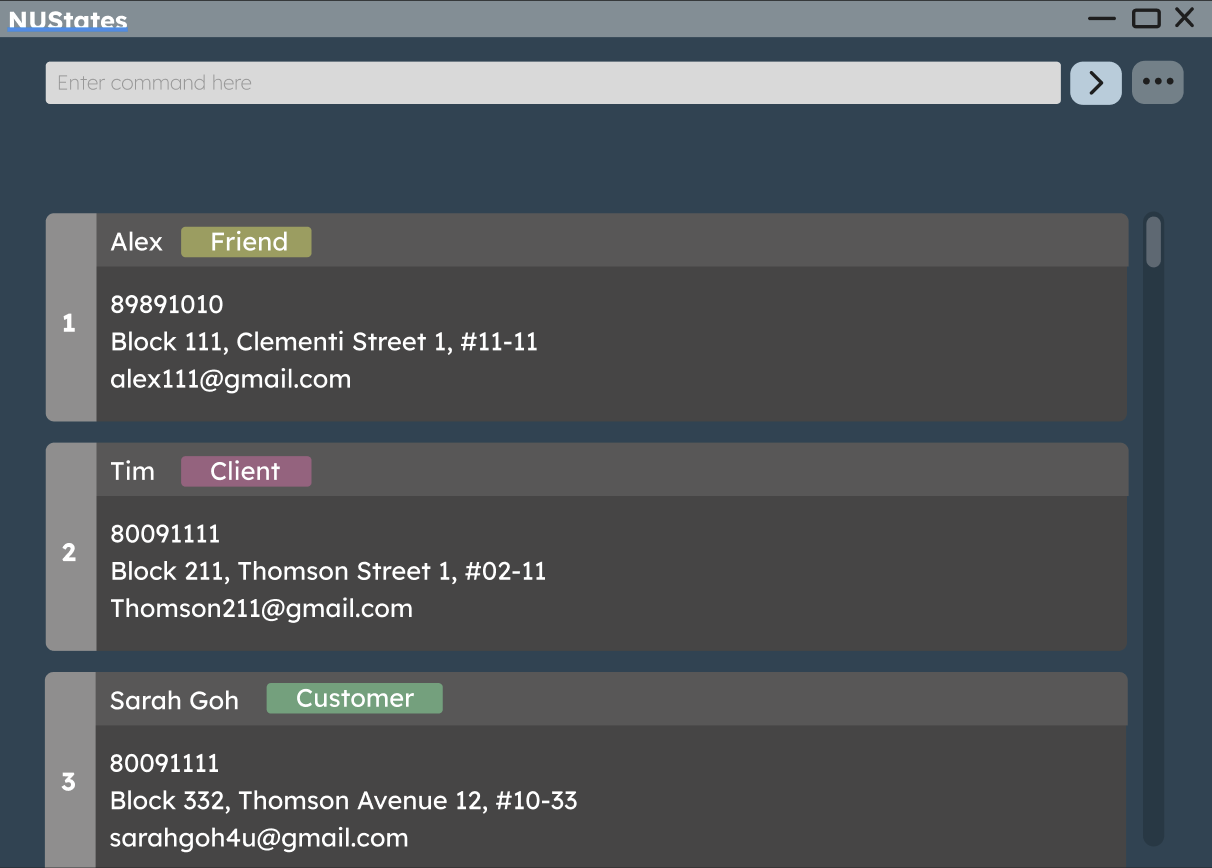 NUStates
Enter command here
Alex Friend
1
89891010
Block 111, Clementi Street 1, #11-11
alex111@gmail.com
Tim Client
2
80091111
Block 211, Thomson Street 1, #02-11
Thomson211@gmail.com
Sarah Goh Customer
3
80091111
Block 332, Thomson Avenue 12, #10-33
sarahgoh4u@gmail.com